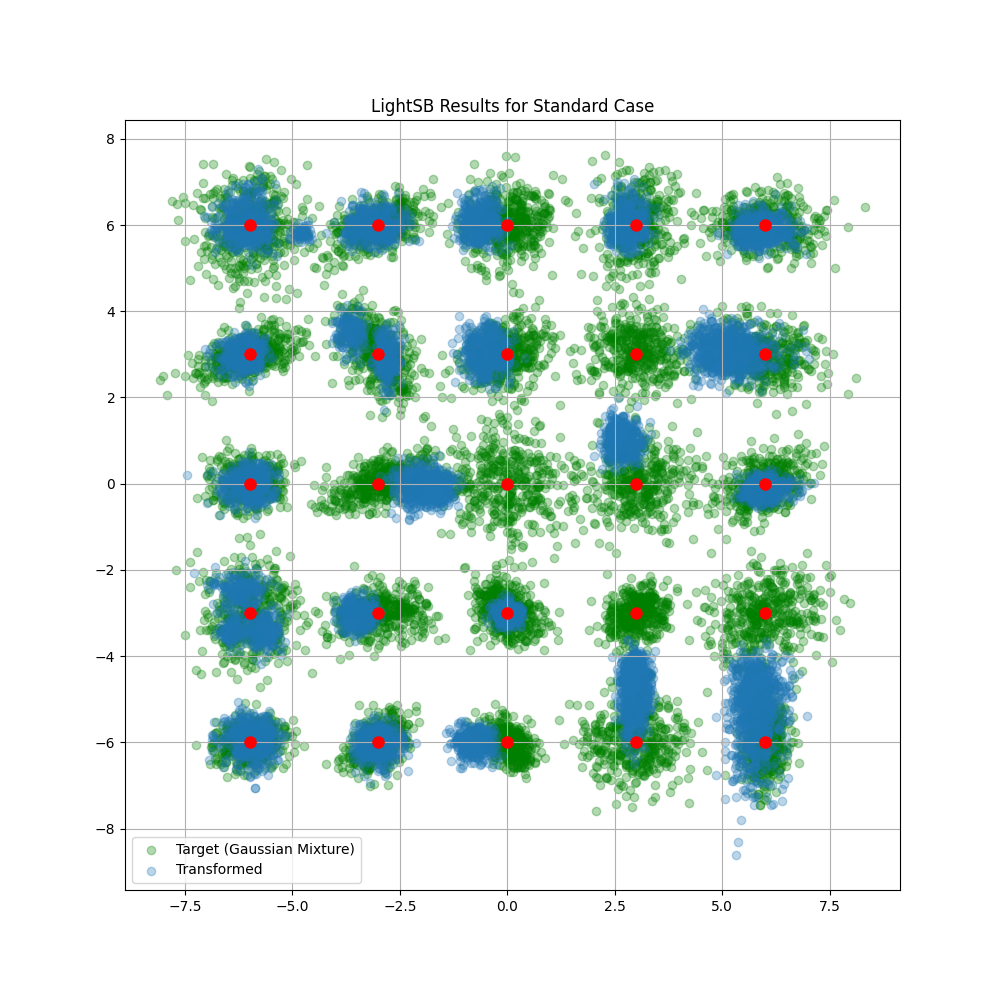 LightSB Results for Standard Case
8
6
4
2
0
−2
−4
−6
−8
Target (Gaussian Mixture)
Transformed
−7.5 −5.0 −2.5 0.0 2.5 5.0 7.5